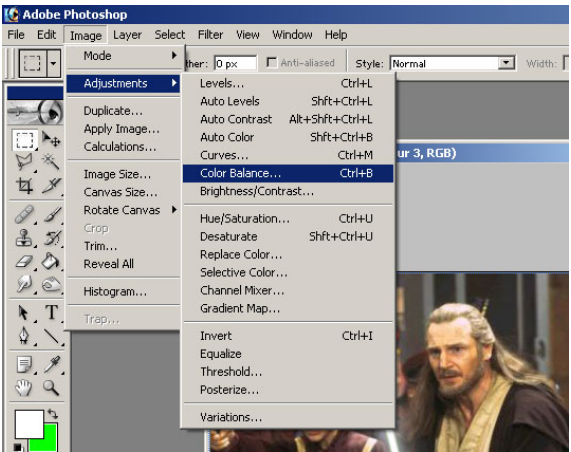 Adobe Photoshop
File Edit Image Layer Select Filter View Window Help
ther: 0 px Anti-aliased Style: Normal Width:
Mode
Adjustments
Duplicate...
Apply Image...
Calculations...
Image Size...
Canvas Size...
Rotate Canvas
Crop
Trim...
Reveal All
Histogram...
Trap...
Levels... Ctrl+L
Auto Levels Shft+Ctrl+L
Auto Contrast Alt+Shft+Ctrl+L
Auto Color Shft+Ctrl+B
Curves... Ctrl+M
Color Balance... Ctrl+B
Brightness/Contrast...
Hue/Saturation... Ctrl+U
Desaturate Shft+Ctrl+U
Replace Color...
Selective Color...
Channel Mixer...
Gradient Map...
Invert Ctrl+I
Equalize
Threshold...
Posterize...
Variations...
ur 3, RGB)
T